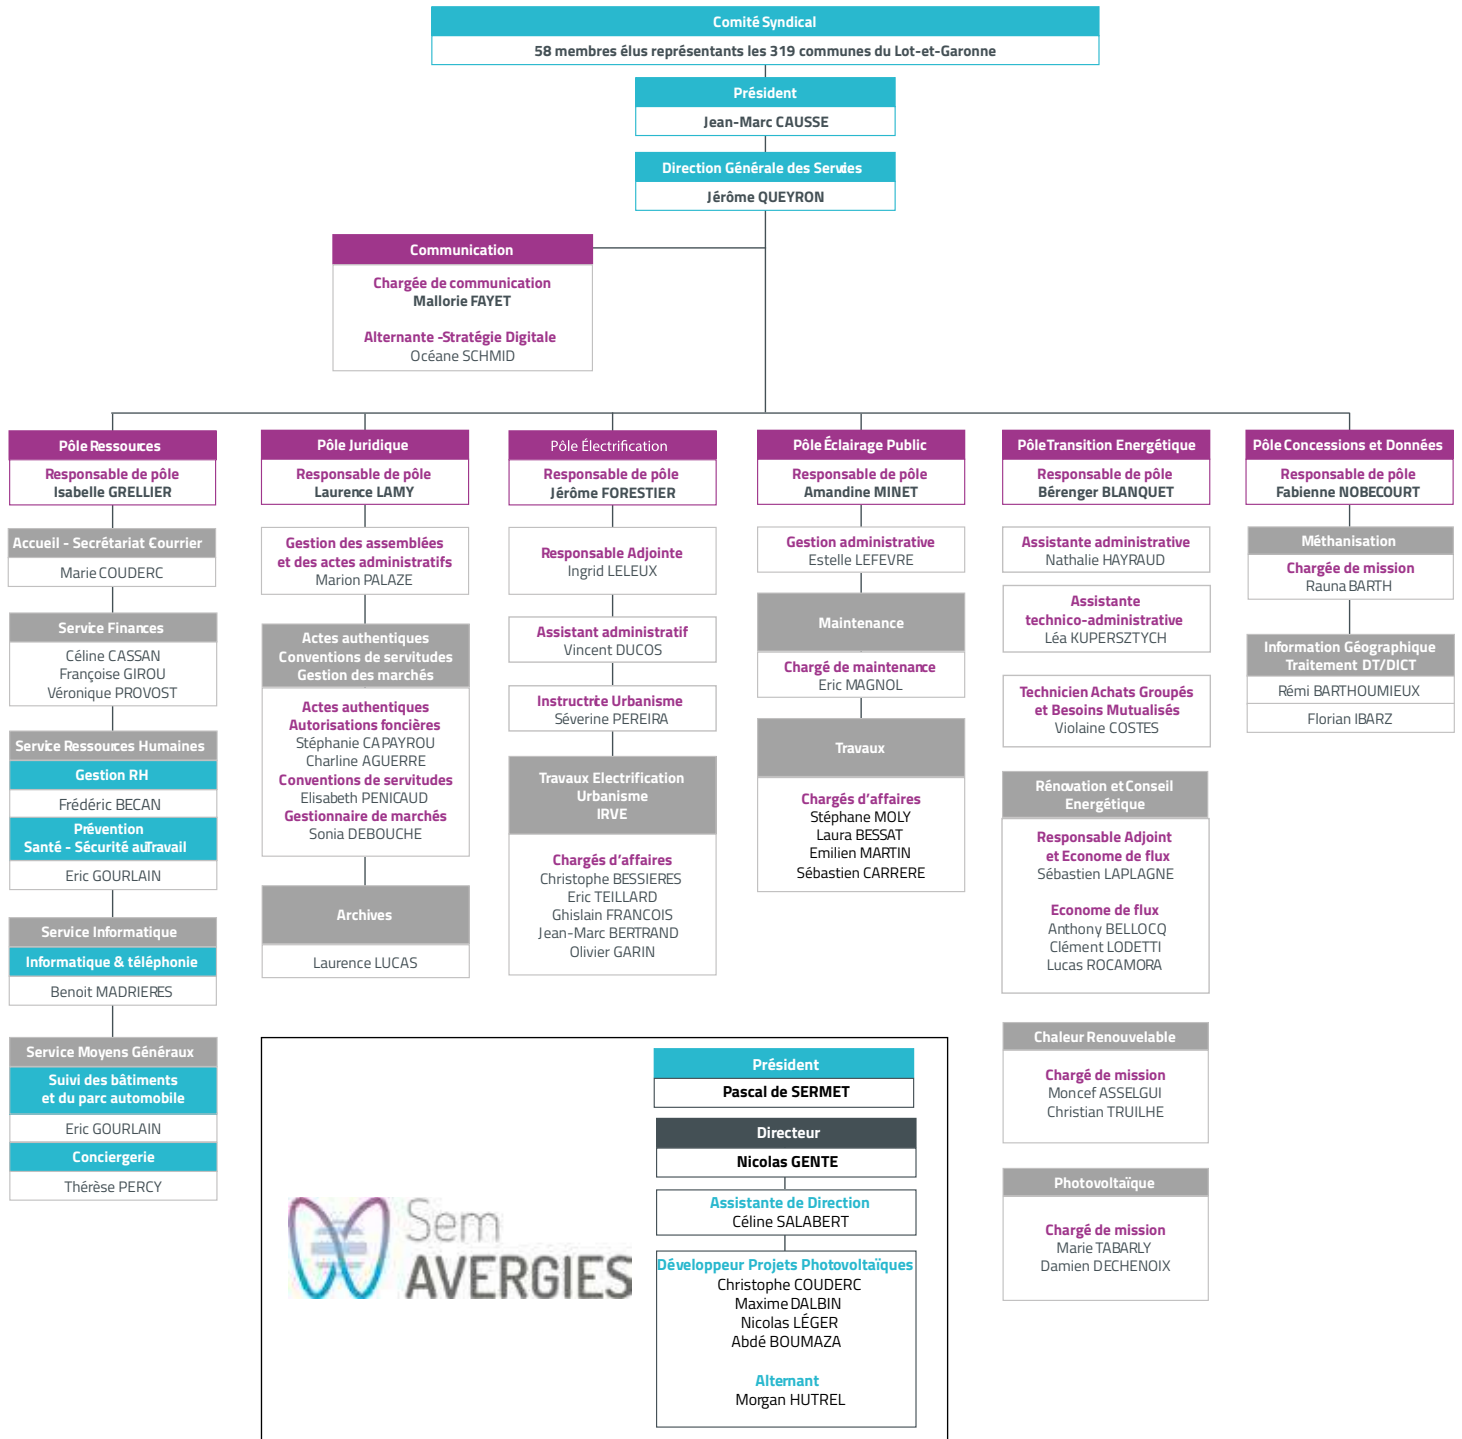 Comité Syndical
58 membres élus représentants les 319 communes du Lot-et-Garonne
Président
Jean-Marc CAUSSE
Direction Générale des Services
Jérôme QUEYRON
Communication
Chargée de communication
Mallorie FAYET
Alternante -Stratégie Digitale
Océane SCHMID
Pôle Ressources
Responsable de pôle
Isabelle GRELLIER
Accueil - Secrétariat Courrier
Marie COUDERC
Service Finances
Céline CASSAN
Françoise GIROU
Véronique PROVOST
Service Ressources Humaines
Gestion RH
Frédéric BECAN
Prévention
Santé - Sécurité au Travail
Eric GOURLAIN
Service Informatique
Informatique & téléphonie
Benoit MADRIERES
Service Moyens Généraux
Suivi des bâtiments
et du parc automobile
Eric GOURLAIN
Conciergerie
Thérèse PERCY
Pôle Juridique
Responsable de pôle
Laurence LAMY
Gestion des assemblées
et des actes administratifs
Marion PALAZE
Actes authentiques
Conventions de servitudes
Gestion des marchés
Actes authentiques
Autorisations foncières
Stéphanie CAPAYROU
Charline AGUERRE
Conventions de servitudes
Elisabeth PENICAUD
Gestionnaire de marchés
Sonia DEBOUCHE
Archives
Laurence LUCAS
Pôle Électrification
Responsable de pôle
Jérôme FORESTIER
Responsable Adjointe
Ingrid LELEUX
Assistant administratif
Vincent DUCOS
Instructrice Urbanisme
Séverine PEREIRA
Travaux Electrification
Urbanisme
IRVE
Chargés d'affaires
Christophe BESSIERES
Eric TEILLARD
Ghislain FRANCOIS
Jean-Marc BERTRAND
Olivier GARIN
Pôle Éclairage Public
Responsable de pôle
Amandine MINET
Gestion administrative
Estelle LEFEVRE
Maintenance
Chargé de maintenance
Eric MAGNOL
Travaux
Chargés d'affaires
Stéphane MOLY
Laura BESSAT
Emilien MARTIN
Sébastien CARRERE
Pôle Transition Energétique
Responsable de pôle
Bérenger BLANQUET
Assistante administrative
Nathalie HAYRAUD
Assistante
technico-administrative
Léa KUPERSZTYCH
Technicien Achats Groupés
et Besoins Mutualisés
Violaine COSTES
Rénovation et Conseil
Energétique
Responsable Adjoint
et Econome de flux
Sébastien LAPLAGNE
Econome de flux
Anthony BELLOCQ
Clément LODETTI
Lucas ROCAMORA
Chaleur Renouvelable
Chargé de mission
Moncef ASSELGUI
Christian TRUILHE
Photovoltaïque
Chargé de mission
Marie TABARLY
Damien DECHENOIX
Pôle Concessions et Données
Responsable de pôle
Fabienne NOBECOURT
Méthanisation
Chargée de mission
Rauna BARTH
Information Géographique
Traitement DT/DICT
Rémi BARTHOUMIEUX
Florian IBARZ
Sem
AVERGIES
Président
Pascal de SERMET
Directeur
Nicolas GENTE
Assistante de Direction
Céline SALABERT
Développeur Projets Photovoltaïques
Christophe COUDERC
Maxime DALBIN
Nicolas LÉGER
Abdé BOUMAZA
Alternant
Morgan HUTREL